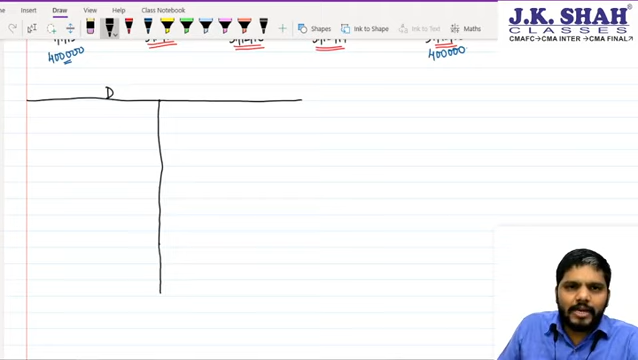 Insert Draw View Help Class Notebook
J.K. SHAH
CLASSES
CMAFC→CMA INTER→CMA FINAL↗
Shapes Ink to Shape Ink to Text Maths
400000 400000
D